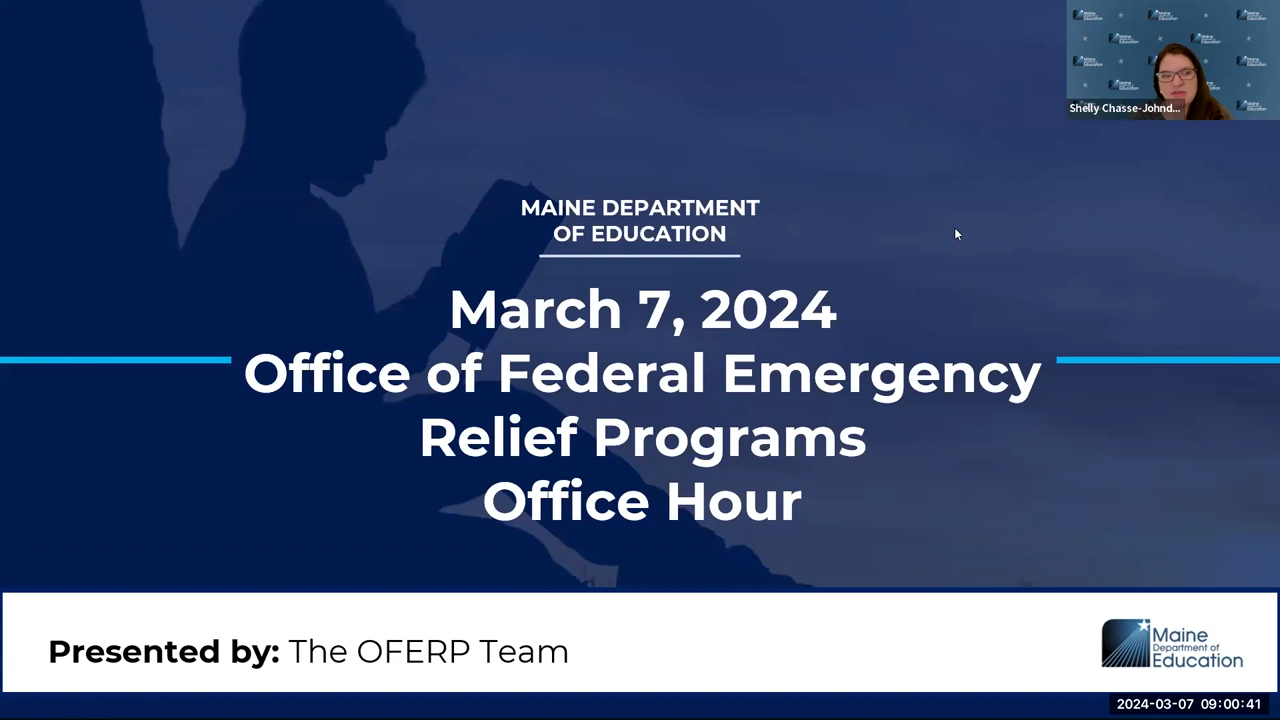 MAINE DEPARTMENT
OF EDUCATION
March 7, 2024
Office of Federal Emergency
Relief Programs
Office Hour
Presented by: The OFERP Team
Maine
Department of
Education
Shelly Chasse-Johnd...
2024-03-07 09:00:41